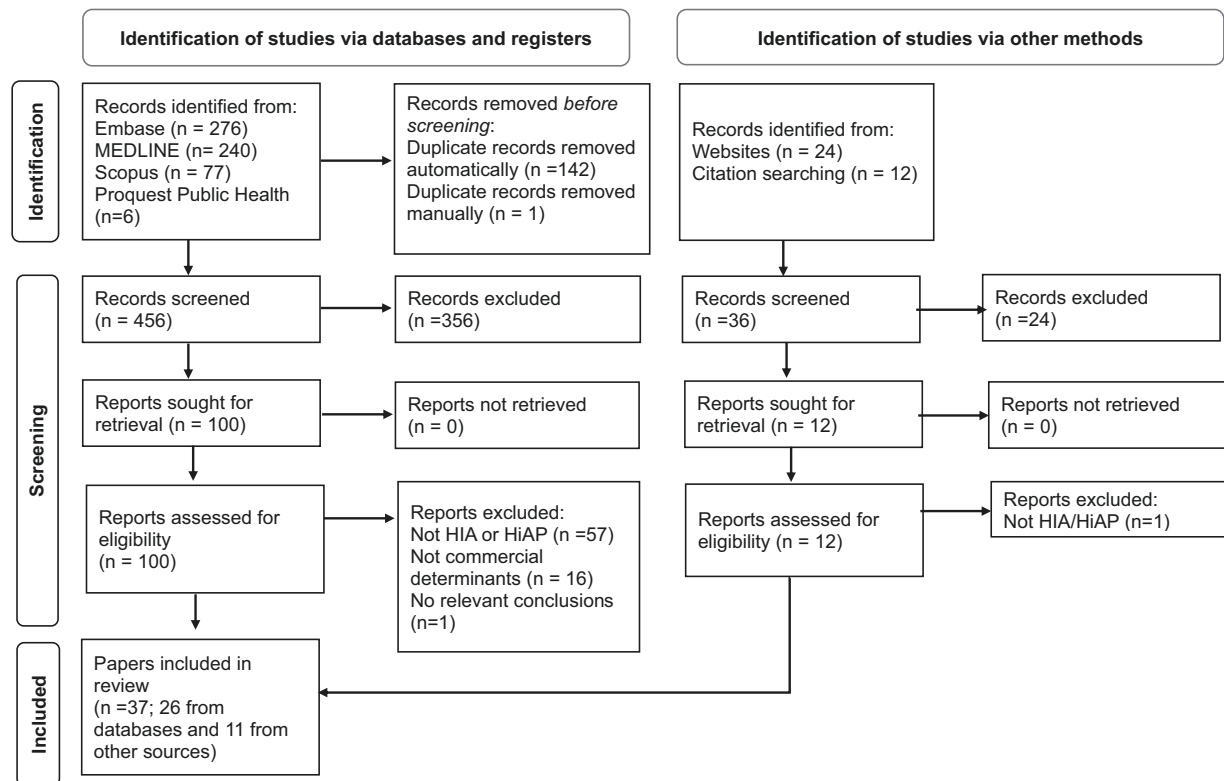 Identification of studies via databases and registers
Identification of studies via other methods
Identification
Records identified from:
Embase (n = 276)
MEDLINE (n= 240)
Scopus (n = 77)
Proquest Public Health
(n=6)
Records removed before
screening:
Duplicate records removed
automatically (n =142)
Duplicate records removed
manually (n = 1)
Records identified from:
Websites (n = 24)
Citation searching (n = 12)
Screening
Records screened
(n = 456)
Records excluded
(n =356)
Records screened
(n =36)
Records excluded
(n =24)
Reports sought for
retrieval (n = 100)
Reports not retrieved
(n = 0)
Reports sought for
retrieval (n = 12)
Reports not retrieved
(n = 0)
Reports assessed for
eligibility
(n = 100)
Reports excluded:
Not HIA or HiAP (n =57)
Not commercial
determinants (n = 16)
No relevant conclusions
(n=1)
Reports assessed for
eligibility (n = 12)
Reports excluded:
Not HIA/HiAP (n=1)
Included
Papers included in
review
(n =37; 26 from
databases and 11 from
other sources)